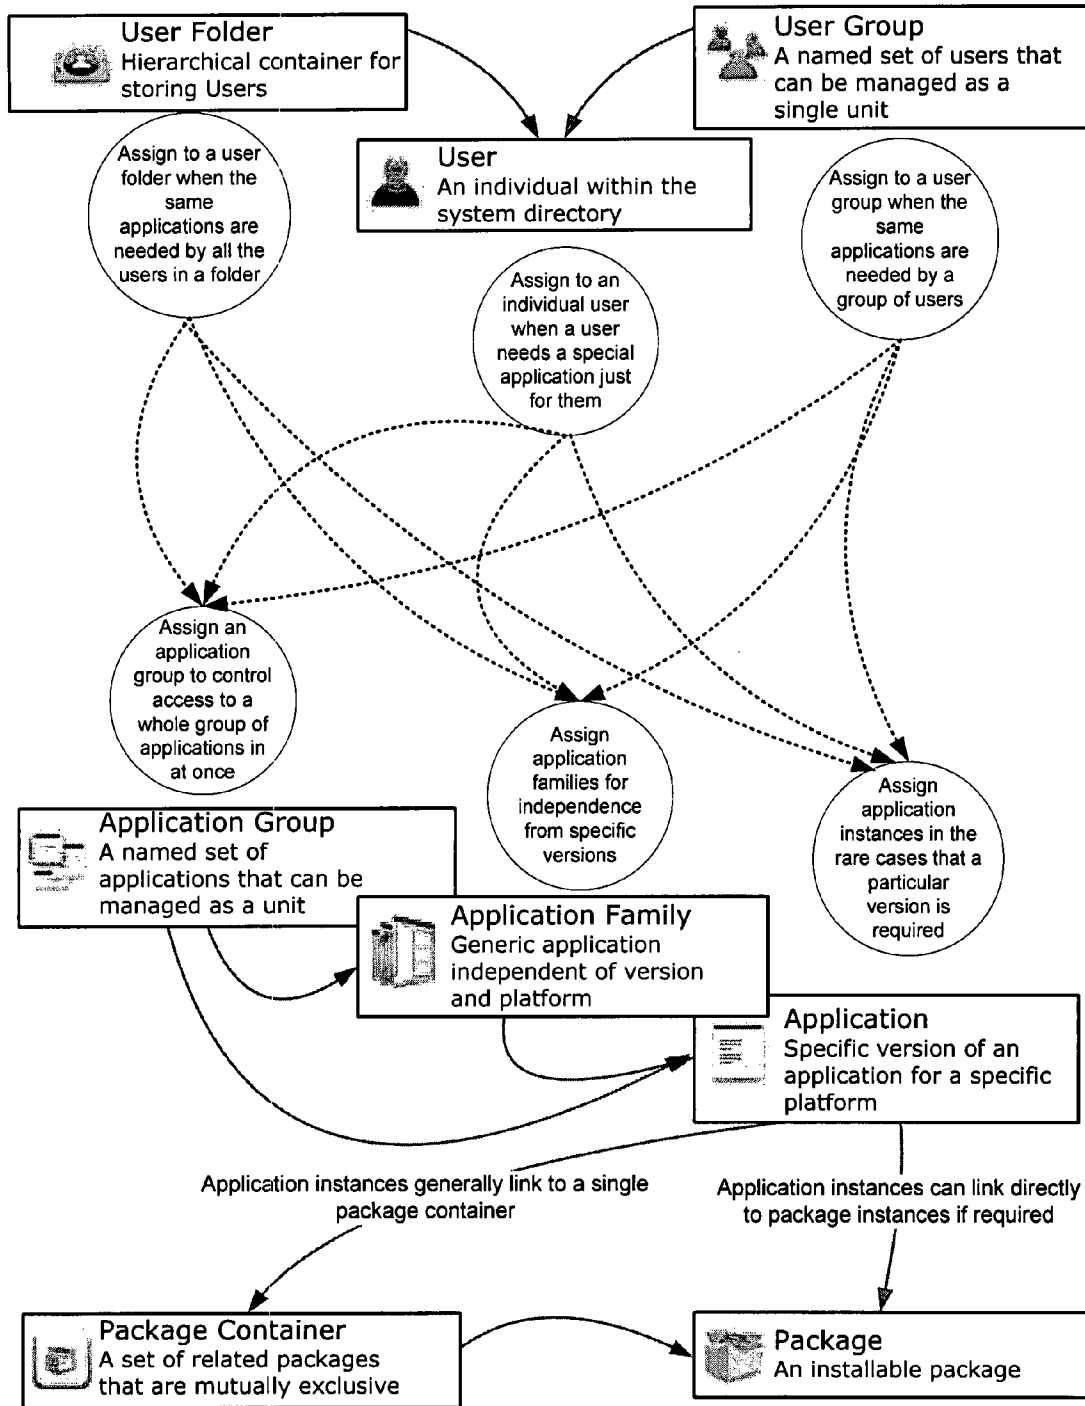 User Folder
Hierarchical container for
storing Users
User Group
A named set of users that
can be managed as a
single unit
User
An individual within the
system directory
Assign to a user
folder when the
same
applications are
needed by all the
users in a folder
Assign to an
individual user
when a user
needs a special
application just
for them
Assign to a user
group when the
same
applications are
needed by a
group of users
Assign an
application
group to control
access to a
whole group of
applications in
at once
Assign
application
families for
independence
from specific
versions
Assign
application
instances in the
rare cases that a
particular
version is
required
Application Group
A named set of
applications that can be
managed as a unit
Application Family
Generic application
independent of version
and platform
Application
Specific version of an
application for a specific
platform
Application instances generally link to a single
package container
Application instances can link directly
to package instances if required
Package Container
A set of related packages
that are mutually exclusive
Package
An installable package